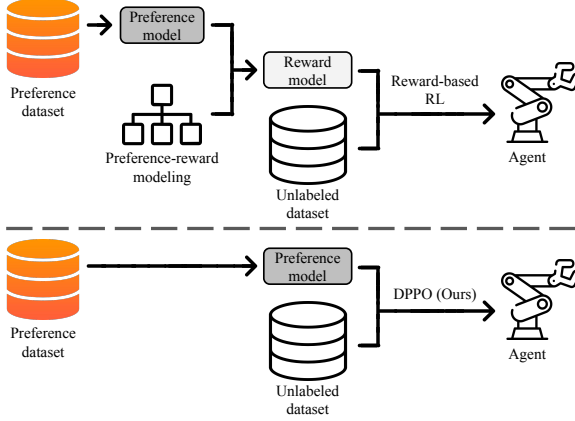 Preference
model
Preference
dataset
Reward
model
Preference-reward
modeling
Unlabeled
dataset
Reward-based
RL
Agent
Preference
dataset
Preference
model
Unlabeled
dataset
DPPO (Ours)
Agent